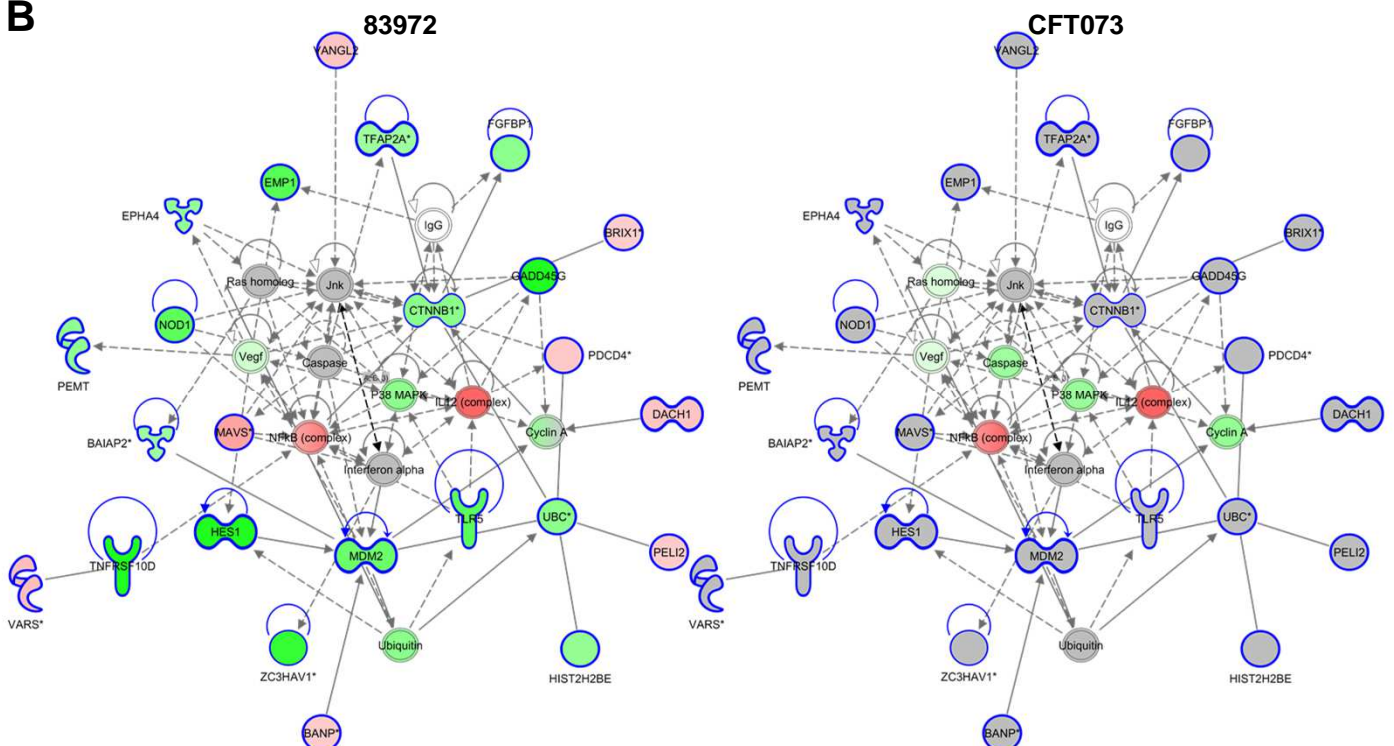 B
83972
VANGL2
TFAP2A*
FGFBP1
EMP1
EPHA4
IgG
BRIX1*
Ras homolog
Jnk
GADD45G
CTNNB1*
NOD1
Vegf
Caspase
PDCD4*
PEMT
P38 MAPK
IL12 (complex)
DACH1
BAIAP2*
MAVS*
NFkB (complex)
Cyclin A
Interferon alpha
HES1
TLR5
UBC*
TNFRSF10D
MDM2
PELI2
VARS*
Ubiquitin
ZC3HAV1*
HIST2H2BE
BANP*
CFT073
VANGL2
TFAP2A*
FGFBP1
EMP1
EPHA4
IgG
BRIX1*
Ras homolog
Jnk
GADD45G
CTNNB1*
NOD1
Vegf
Caspase
PDCD4*
PEMT
P38 MAPK
IL12 (complex)
DACH1
BAIAP2*
MAVS*
NFkB (complex)
Cyclin A
Interferon alpha
HES1
TLR5
UBC*
TNFRSF10D
MDM2
PELI2
VARS*
Ubiquitin
ZC3HAV1*
HIST2H2BE
BANP*